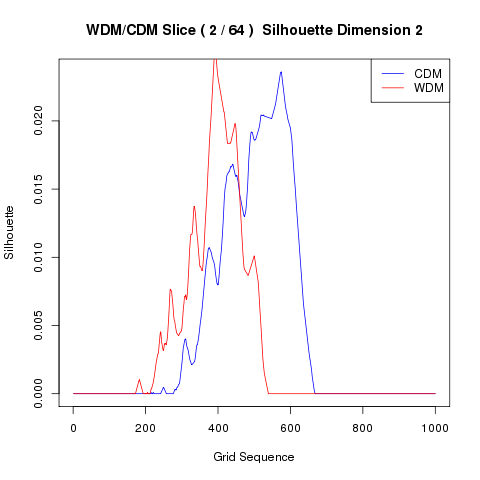 WDM/CDM Slice ( 2 / 64 )  Silhouette Dimension 2
CDM
WDM
0.020
0.015
0.010
0.005
0.000
Silhouette
0 200 400 600 800 1000
Grid Sequence